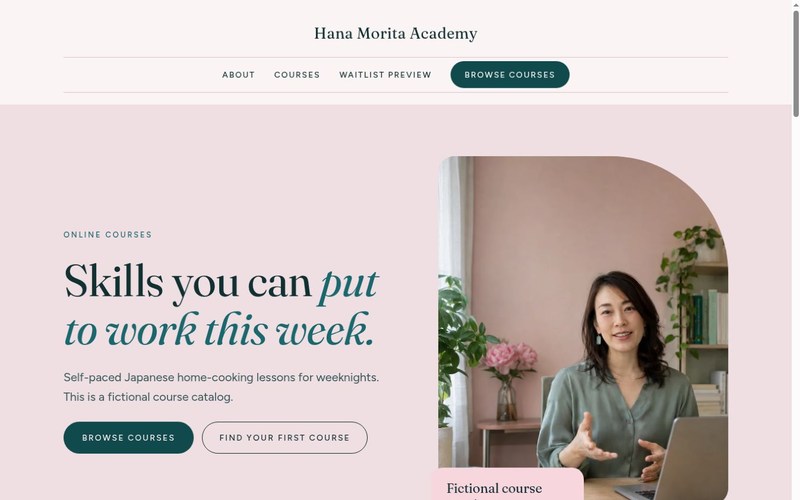 Hana Morita Academy
ABOUT
COURSES
WAITLIST PREVIEW
BROWSE COURSES
ONLINE COURSES
Skills you can put
to work this week.
Self-paced Japanese home-cooking lessons for weeknights.
This is a fictional course catalog.
BROWSE COURSES
FIND YOUR FIRST COURSE
Fictional course